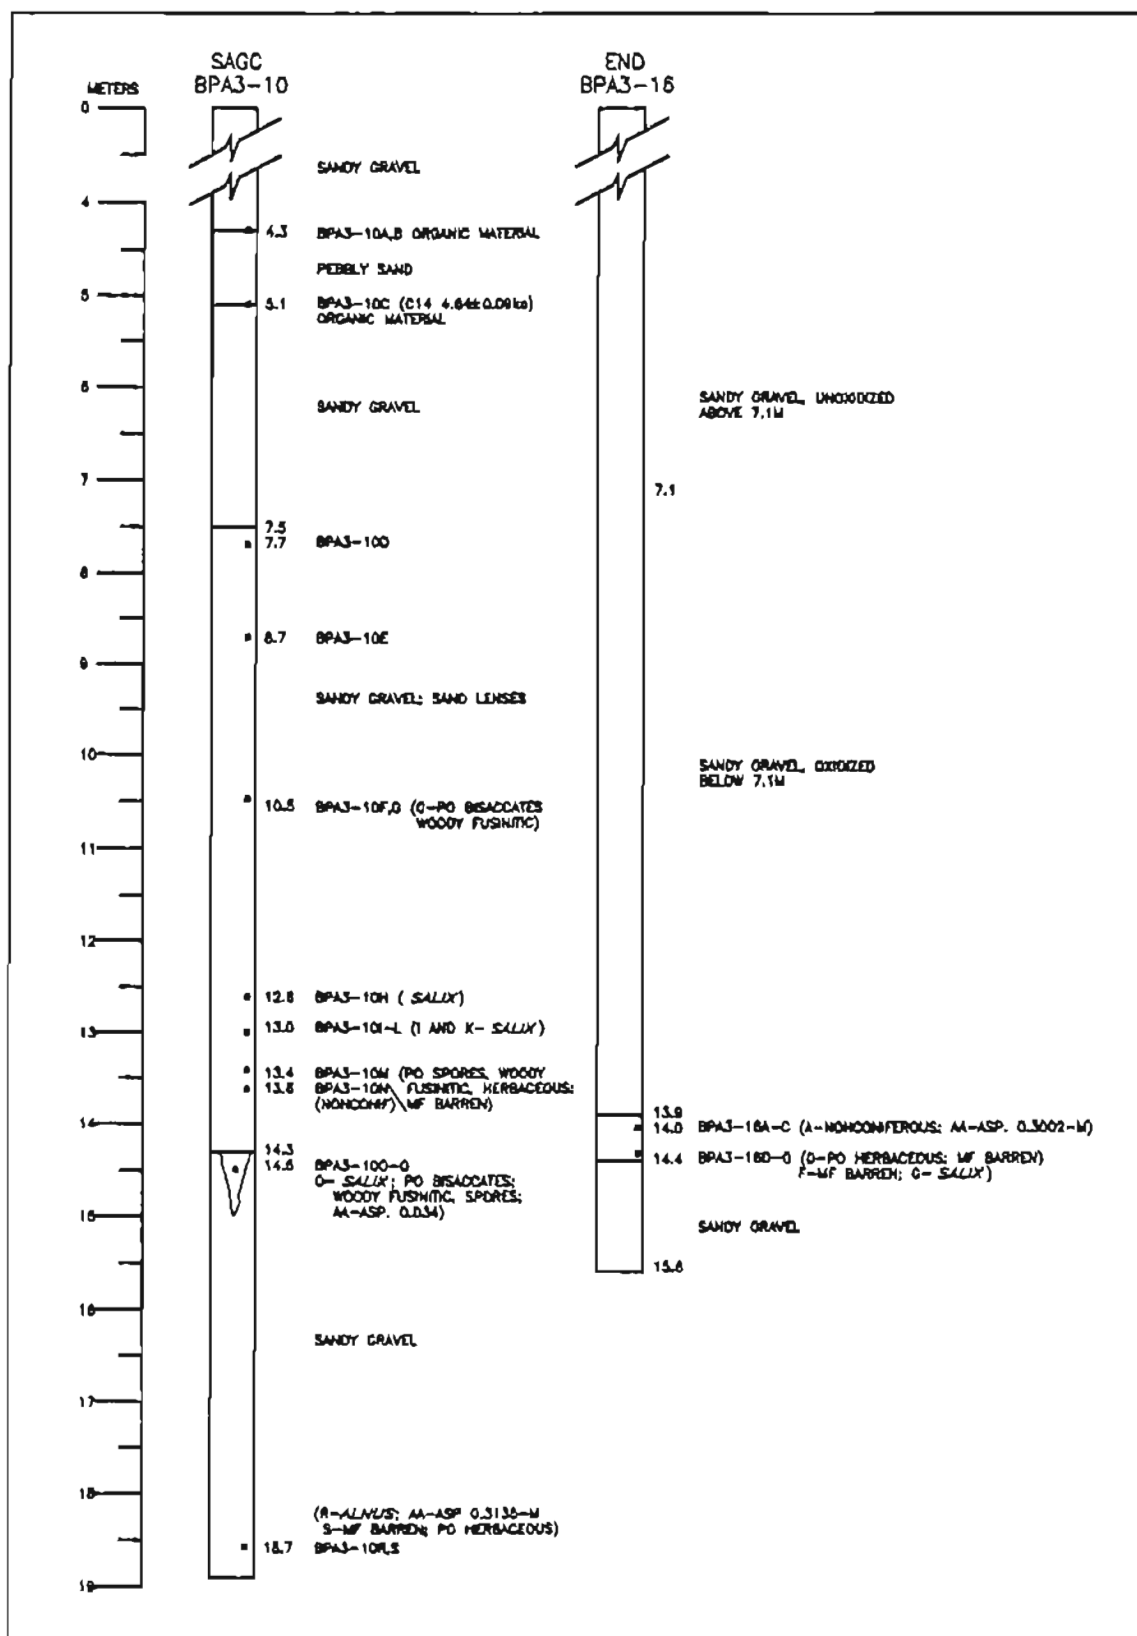 SAGC
BPA3-10
END
BPA3-16
METERS
0
SANDY GRAVEL
4
4.3 BPA3-10A,B ORGANIC MATERIAL
PEBBLY SAND
5
5.1 BPA3-10C (C14 4.64±0.09ka)
ORGANIC MATERIAL
6
SANDY GRAVEL
SANDY GRAVEL, UNOXIDIZED
ABOVE 7.1M
7
7.1
7.5
7.7 BPA3-10D
8
8.7 BPA3-10E
9
SANDY GRAVEL; SAND LENSES
10
SANDY GRAVEL, OXIDIZED
BELOW 7.1M
10.5 BPA3-10F,G (G-PO BISACCATES
WOODY FUSINITIC)
11
12
12.6 BPA3-10H ( SALIX)
13
13.0 BPA3-10I-L (I AND K- SALIX)
13.4 BPA3-10M (PO SPORES, WOODY
13.6 BPA3-10N FUSINITIC, HERBACEOUS;
(NONCONIF) MF BARREN)
13.9
14
14.0 BPA3-16A-C (A-NONCONIFEROUS; AA-ASP. 0.3002-M)
14.3
14.4 BPA3-16D-G (D-PO HERBACEOUS; MF BARREN)
F-MF BARREN; G- SALIX)
14.5 BPA3-10O-Q
O- SALIX; PO BISACCATES;
WOODY FUSINITIC, SPORES;
AA-ASP. 0.034)
15
SANDY GRAVEL
15.6
16
SANDY GRAVEL
17
18
(R-ALNUS; AA-ASP 0.3138-M
S-MF BARREN; PO HERBACEOUS)
18.7 BPA3-10R,S
19